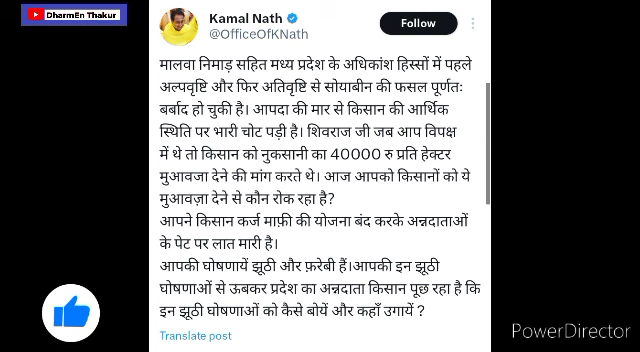 DharmEn Thakur
Kamal Nath
@OfficeOfKNath
Follow
मालवा निमाड़ सहित मध्य प्रदेश के अधिकांश हिस्सों में पहले
अल्पवृष्टि और फिर अतिवृष्टि से सोयाबीन की फसल पूर्णतः
बर्बाद हो चुकी है। आपदा की मार से किसान की आर्थिक
स्थिति पर भारी चोट पड़ी है। शिवराज जी जब आप विपक्ष
में थे तो किसान को नुकसानी का 40000 रु प्रति हेक्टर
मुआवजा देने की मांग करते थे। आज आपको किसानों को ये
मुआवज़ा देने से कौन रोक रहा है?
आपने किसान कर्ज माफ़ी की योजना बंद करके अन्नदाताओं
के पेट पर लात मारी है।
आपकी घोषणायें झूठी और फ़रेबी हैं।आपकी इन झूठी
घोषणाओं से ऊबकर प्रदेश का अन्नदाता किसान पूछ रहा है कि
इन झूठी घोषणाओं को कैसे बोयें और कहाँ उगायें ?
Translate post
PowerDirector